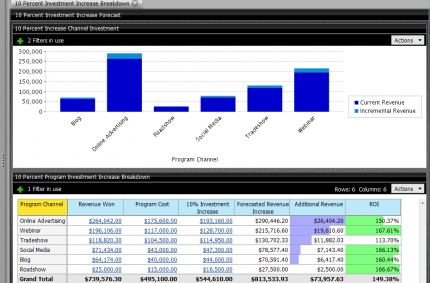 10 Percent Investment Increase Breakdown
10 Percent Investment Increase Forecast
10 Percent Increase Channel Investment
2 Filters in use
Actions
300,000
250,000
200,000
150,000
100,000
50,000
Blog
Online Advertising
Roadshow
Social Media
Tradeshow
Webinar
Program Channel
Current Revenue
Incremental Revenue
10 Percent Program Investment Increase Breakdown
1 Filter in use Rows: 6 Columns: 6 Actions
Program Channel Revenue Won Program Cost 10% Investment Increase Forecasted Revenue Increase Additional Revenue ROI
Online Advertising $264,042.00 $175,600.00 $193,160.00 $290,446.20 $26,404.20 150.37%
Webinar $196,106.00 $117,000.00 $128,700.00 $215,716.60 $19,610.60 167.61%
Tradeshow $118,820.30 $104,500.00 $114,950.00 $130,702.33 $11,882.03 113.70%
Social Media $71,434.00 $43,000.00 $47,300.00 $78,577.40 $7,143.40 166.13%
Blog $64,174.00 $40,000.00 $44,000.00 $70,591.40 $6,417.40 160.44%
Roadshow $25,000.00 $15,000.00 $16,500.00 $27,500.00 $2,500.00 166.67%
Grand Total $739,576.30 $495,100.00 $544,610.00 $813,533.93 $73,957.63 149.38%